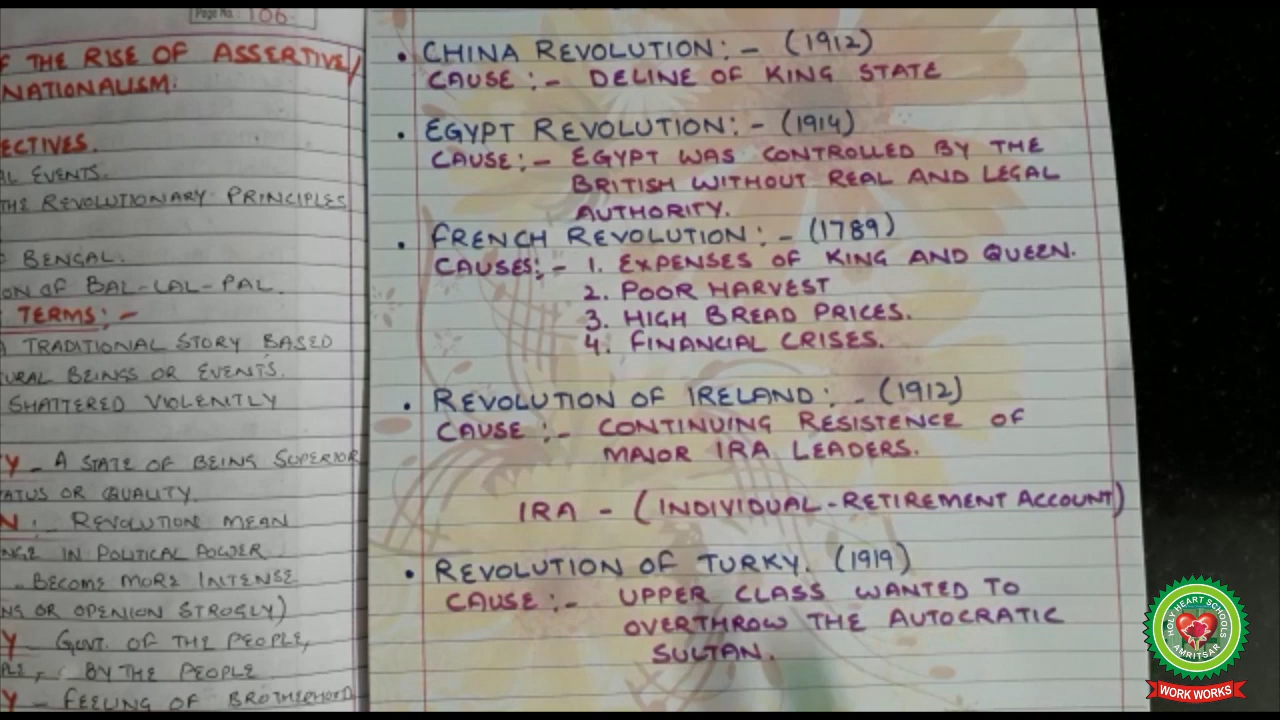 Page No. 106
THE RISE OF ASSERTIVE/
NATIONALISM.
ECTIVES.
AL EVENTS.
THE REVOLUTIONARY PRINCIPLES
BENGAL.
ON OF BAL-LAL-PAL.
TERMS:-
A TRADITIONAL STORY BASED
URAL BEINGS OR EVENTS.
SHATTERED VIOLENTLY
Y - A STATE OF BEING SUPERIOR
ATUS OR QUALITY.
N: REVOLUTION MEAN
NGE IN POLITICAL POWER
BECOME MORE INTENSE
NG OR OPENION STROGLY)
Y GOVT. OF THE PEOPLE,
PLE, BY THE PEOPLE
Y - FEELING OF BROTHERHOOD
• CHINA REVOLUTION:- (1912)
CAUSE:- DELINE OF KING STATE
• EGYPT REVOLUTION:- (1914)
CAUSE:- EGYPT WAS CONTROLLED BY THE
BRITISH WITHOUT REAL AND LEGAL
AUTHORITY.
• FRENCH REVOLUTION:- (1789)
CAUSES:- 1. EXPENSES OF KING AND QUEEN.
2. POOR HARVEST
3. HIGH BREAD PRICES.
4. FINANCIAL CRISES.
• REVOLUTION OF IRELAND:- (1912)
CAUSE:- CONTINUING RESISTENCE OF
MAJOR IRA LEADERS.
IRA - (INDIVIDUAL-RETIREMENT ACCOUNT)
• REVOLUTION OF TURKY. (1919)
CAUSE:- UPPER CLASS WANTED TO
OVERTHROW THE AUTOCRATIC
SULTAN.
HOLY HEART SCHOOLS
AMRITSAR
WORK WORKS